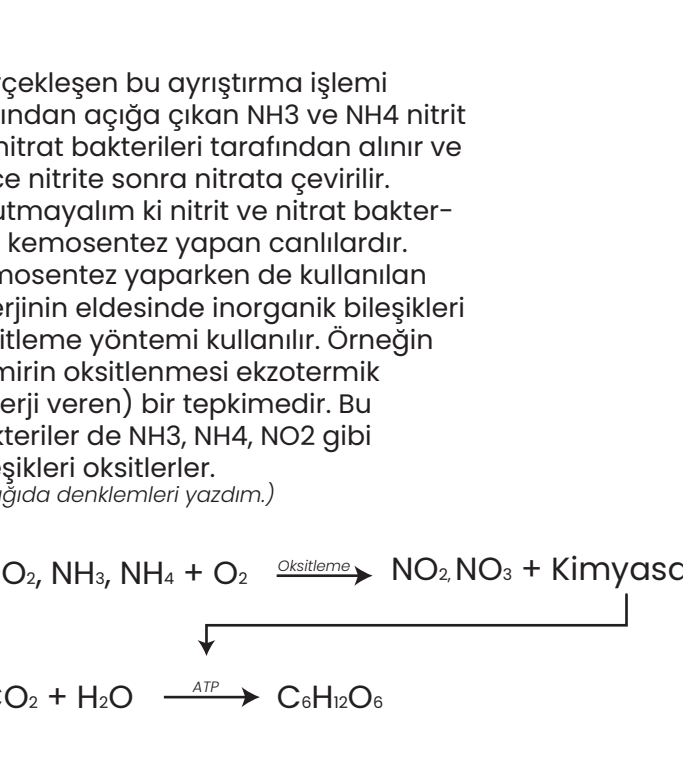 rçekleşen bu ayrıştırma işlemi
ından açığa çıkan NH3 ve NH4 nitrit
nitrat bakterileri tarafından alınır ve
ce nitrite sonra nitrata çevirilir.
utmayalım ki nitrit ve nitrat bakter-
kemosentez yapan canlılardır.
mosentez yaparken de kullanılan
erjinin eldesinde inorganik bileşikleri
itleme yöntemi kullanılır. Örneğin
mirin oksitlenmesi ekzotermik
erji veren) bir tepkimedir. Bu
kteriler de NH3, NH4, NO2 gibi
eşikleri oksitlerler.
ağıda denklemleri yazdım.)
O₂, NH₃, NH₄ + O₂ Oksitleme NO₂, NO₃ + Kimyasa
CO₂ + H₂O ATP C₆H₁₂O₆